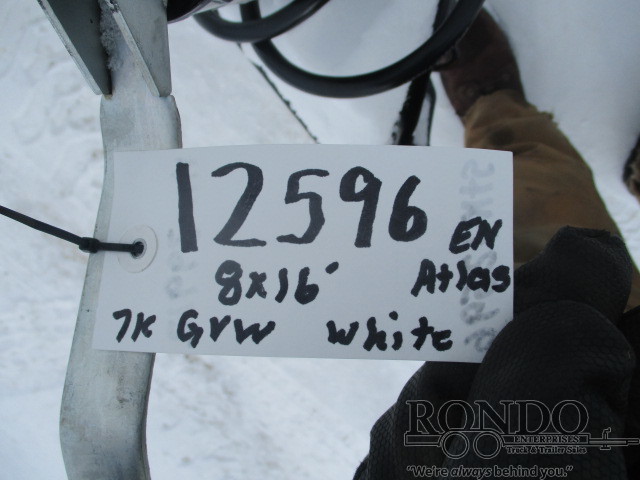 12596
EN
8x16' Atlas
7K GVW White
RONDO
ENTERPRISES
Truck & Trailer Sales
"We're always behind you."